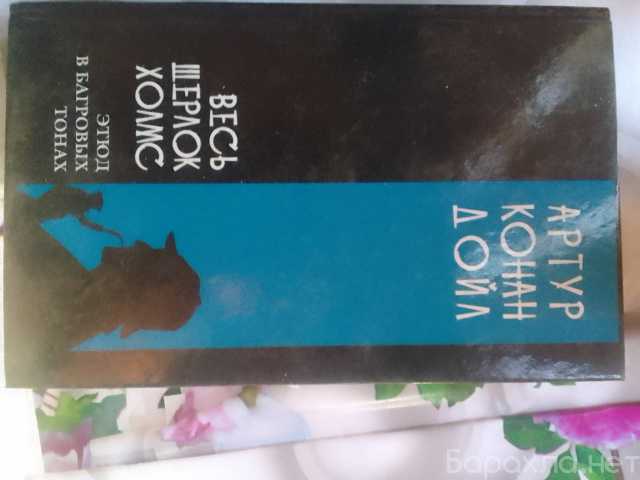 АРТУР
КОНАН
ДОЙЛ
ВЕСЬ
ШЕРЛОК
ХОЛМС
ЭТЮД
В БАГРОВЫХ
ТОНАХ
Барахла.нет